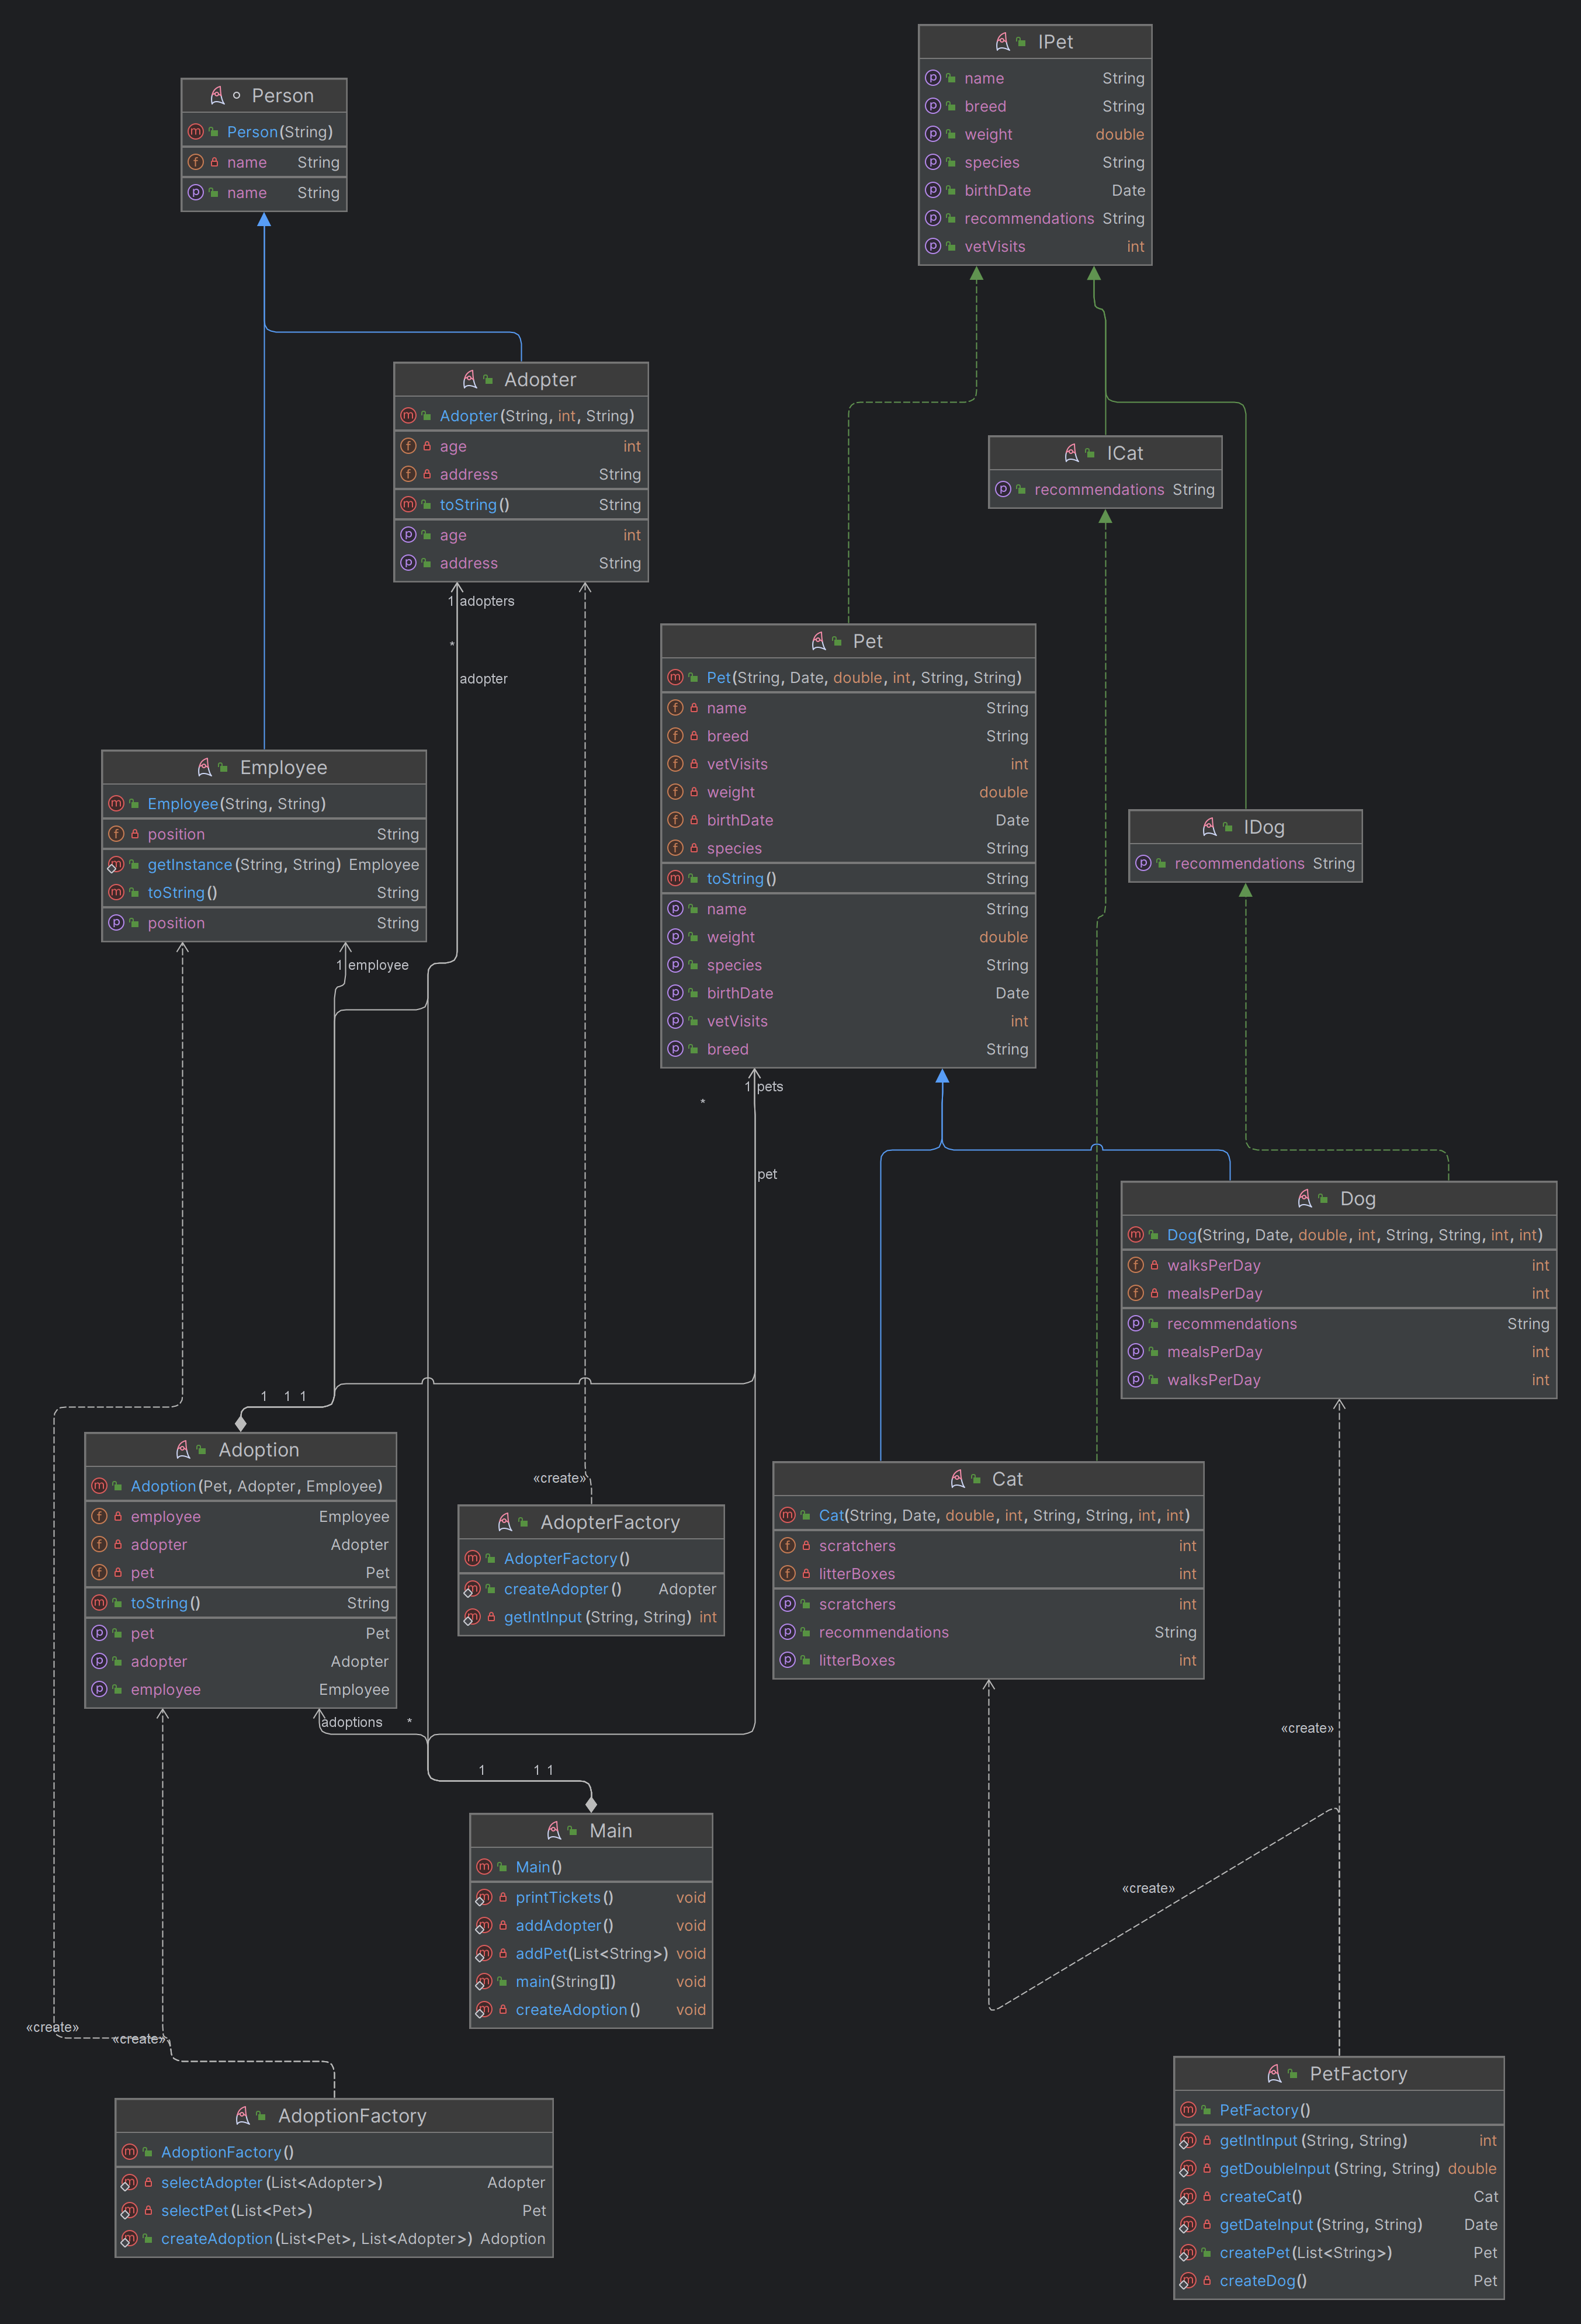 IPet
name String
breed String
weight double
species String
birthDate Date
recommendations String
vetVisits int
Person
Person(String)
name String
name String
Adopter
Adopter(String, int, String)
age int
address String
toString() String
age int
address String
1 adopters
*
adopter
ICat
recommendations String
Pet
Pet(String, Date, double, int, String, String)
name String
breed String
vetVisits int
weight double
birthDate Date
species String
toString() String
name String
weight double
species String
birthDate Date
vetVisits int
breed String
1 pets
*
pet
Employee
Employee(String, String)
position String
getInstance(String, String) Employee
toString() String
position String
1 employee
IDog
recommendations String
Dog
Dog(String, Date, double, int, String, String, int, int)
walksPerDay int
mealsPerDay int
recommendations String
mealsPerDay int
walksPerDay int
1 1 1
Adoption
Adoption(Pet, Adopter, Employee)
employee Employee
adopter Adopter
pet Pet
toString() String
pet Pet
adopter Adopter
employee Employee
adoptions *
«create»
AdopterFactory
AdopterFactory()
createAdopter() Adopter
getIntInput(String, String) int
Cat
Cat(String, Date, double, int, String, String, int, int)
scratchers int
litterBoxes int
scratchers int
recommendations String
litterBoxes int
«create»
1 1 1
Main
Main()
printTickets() void
addAdopter() void
addPet(List<String>) void
main(String[]) void
createAdoption() void
«create»
«create»
«create»
AdoptionFactory
AdoptionFactory()
selectAdopter(List<Adopter>) Adopter
selectPet(List<Pet>) Pet
createAdoption(List<Pet>, List<Adopter>) Adoption
PetFactory
PetFactory()
getIntInput(String, String) int
getDoubleInput(String, String) double
createCat() Cat
getDateInput(String, String) Date
createPet(List<String>) Pet
createDog() Pet